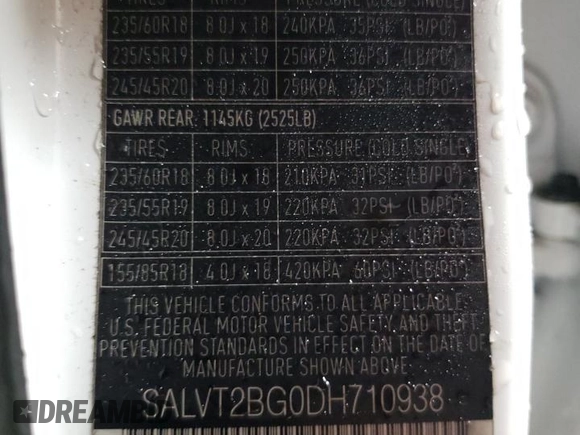 TIRES RIMS PRESSURE (COLD SINGLE)
235/60R18 8.0J x 18 240KPA 35PSI (LB/PO²)
235/55R19 8.0J x 19 250KPA 36PSI (LB/PO²)
245/45R20 8.0J x 20 250KPA 36PSI (LB/PO²)
GAWR REAR. 1145KG (2525LB)
TIRES RIMS PRESSURE (COLD SINGLE)
235/60R18 8.0J x 18 210KPA 31PSI (LB/PO²)
235/55R19 8.0J x 19 220KPA 32PSI (LB/PO²)
245/45R20 8.0J x 20 220KPA 32PSI (LB/PO²)
155/85R18 4.0J x 18 420KPA 60PSI (LB/PO²)
THIS VEHICLE CONFORMS TO ALL APPLICABLE
U.S. FEDERAL MOTOR VEHICLE SAFETY, AND THEFT
PREVENTION STANDARDS IN EFFECT ON THE DATE OF
MANUFACTURE SHOWN ABOVE
SALVT2BG0DH710938